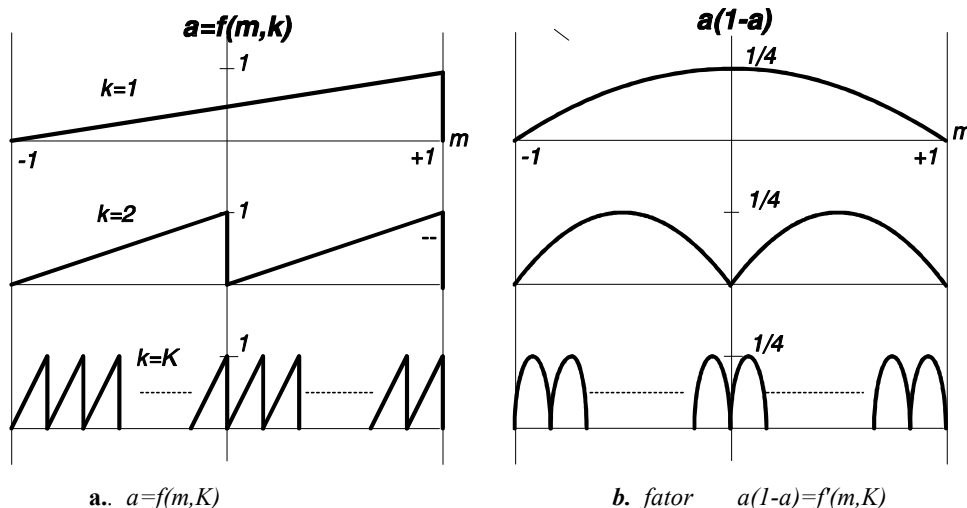 a=f(m,k)
a(1-a)
1
k=1
-1
+1
m
1/4
-1
+1
m
k=2
1
--
1/4
k=K
1
1/4
a.. a=f(m,K)
b. fator a(1-a)=f'(m,K)